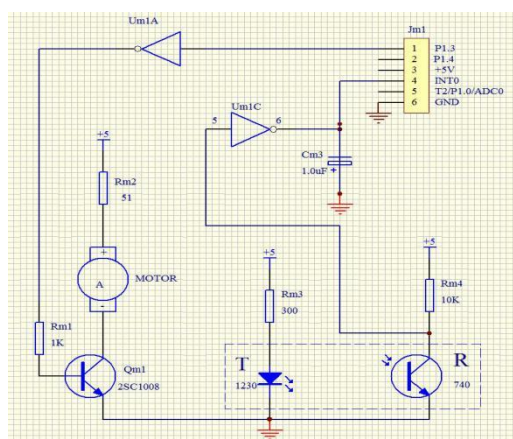 Um1A
Jm1
1 P1.3
2 P1.4
3 +5V
4 INT0
5 T2/P1.0/ADC0
6 GND
Um1C
5 6
+5
Cm3
1.0uF +
Rm2
51
+
A MOTOR
-
+5
+5
Rm3
300
Rm4
10K
Rm1
1K
T
1230
R
740
Qm1
2SC1008